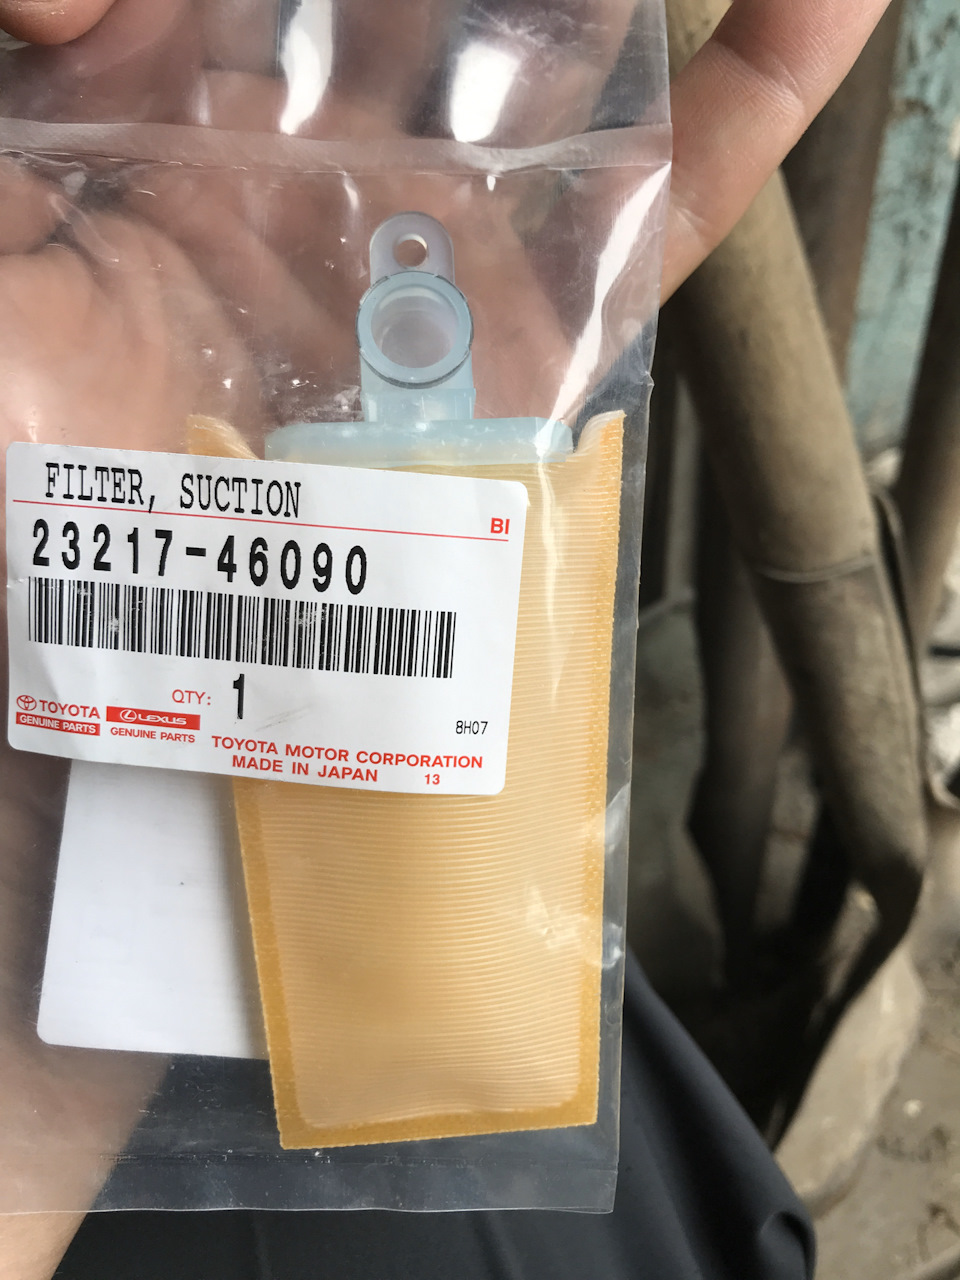 FILTER, SUCTION
BI
23217-46090
QTY: 1
TOYOTA
GENUINE PARTS
LEXUS
GENUINE PARTS
8H07
TOYOTA MOTOR CORPORATION
MADE IN JAPAN 13